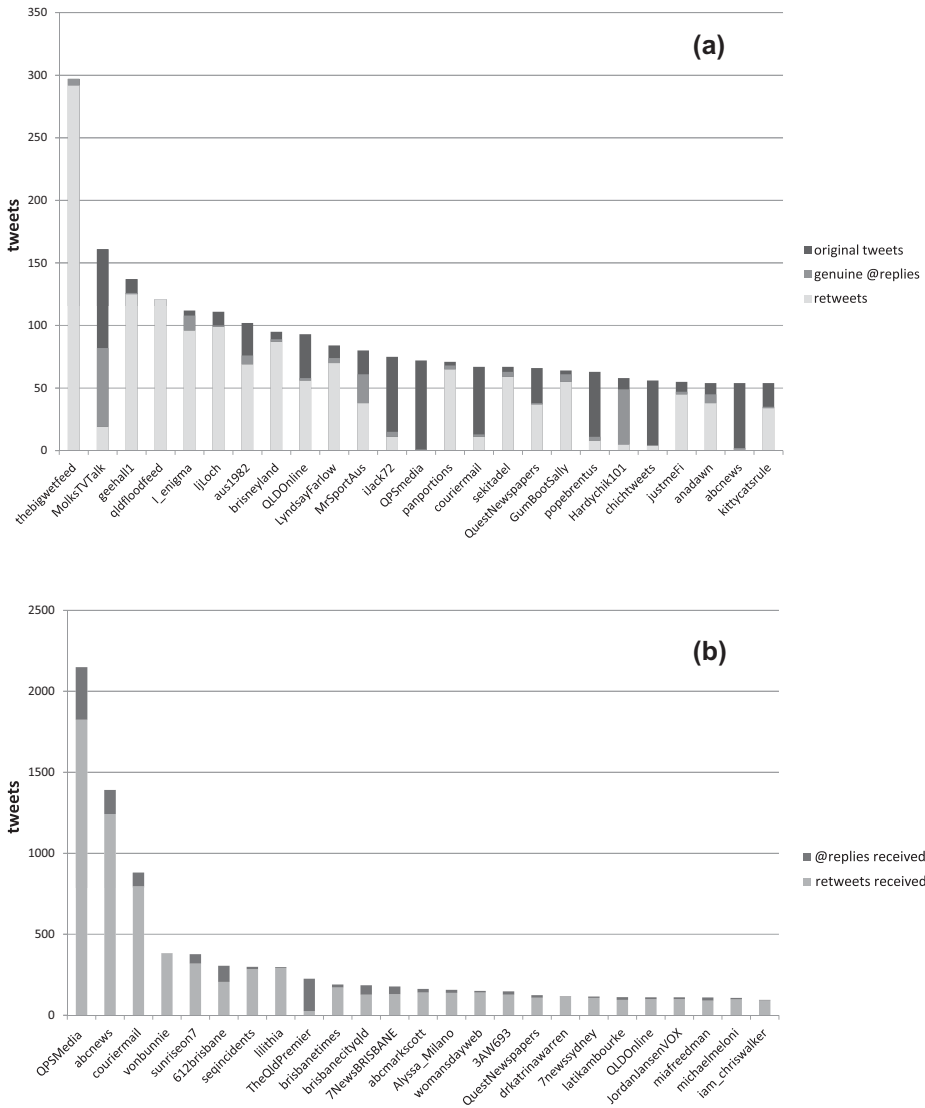 350
300
250
200
150
100
50
0
tweets
(a)
original tweets
genuine @replies
retweets
thebigwetfeed
MolksTVTalk
geehall1
qldfloodfeed
I_enigma
ljLoch
aus1982
brisneyland
QLDOnline
LyndsayFarlow
MrSportAus
iJack72
QPSmedia
panportions
couriermail
sekitadel
QuestNewspapers
GumBootSally
popebrentus
Hardychik101
chichtweets
justmeFi
anadawn
abcnews
kittycatsrule
2500
2000
1500
1000
500
0
tweets
(b)
@replies received
retweets received
QPSMedia
abcnews
couriermail
vonbunnie
sunriseon7
612brisbane
seqincidents
lilithia
TheQldPremier
brisbanetimes
brisbanecityqld
7NewsBRISBANE
abcmarkscott
Alyssa_Milano
womansdayweb
3AW693
QuestNewspapers
drkatrinawarren
7newssydney
latikambourke
QLDOnline
JordanJansenVOX
miafreedman
michaelmeloni
iam_chriswalker